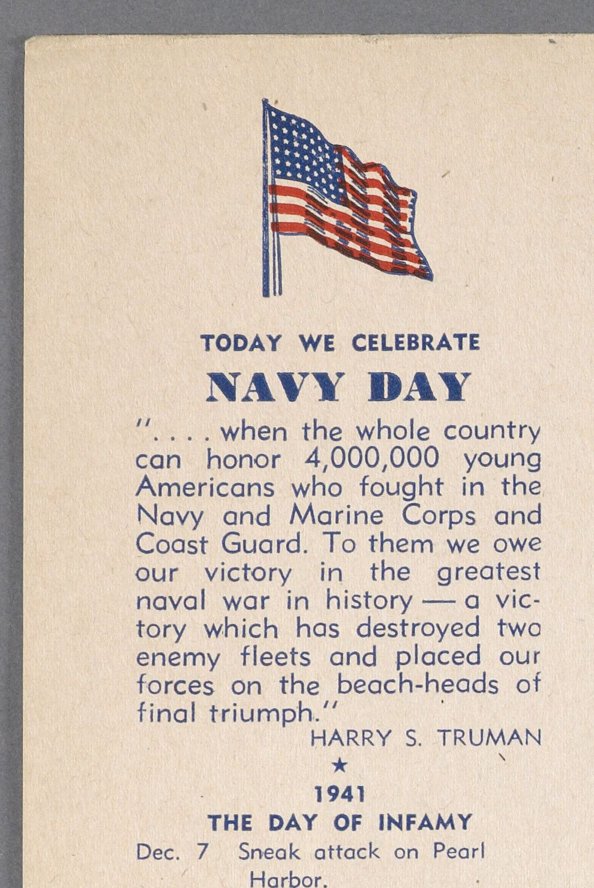 TODAY WE CELEBRATE
NAVY DAY
". . . . when the whole country
can honor 4,000,000 young
Americans who fought in the
Navy and Marine Corps and
Coast Guard. To them we owe
our victory in the greatest
naval war in history — a vic-
tory which has destroyed two
enemy fleets and placed our
forces on the beach-heads of
final triumph."
HARRY S. TRUMAN
★
1941
THE DAY OF INFAMY
Dec. 7 Sneak attack on Pearl
Harbor.